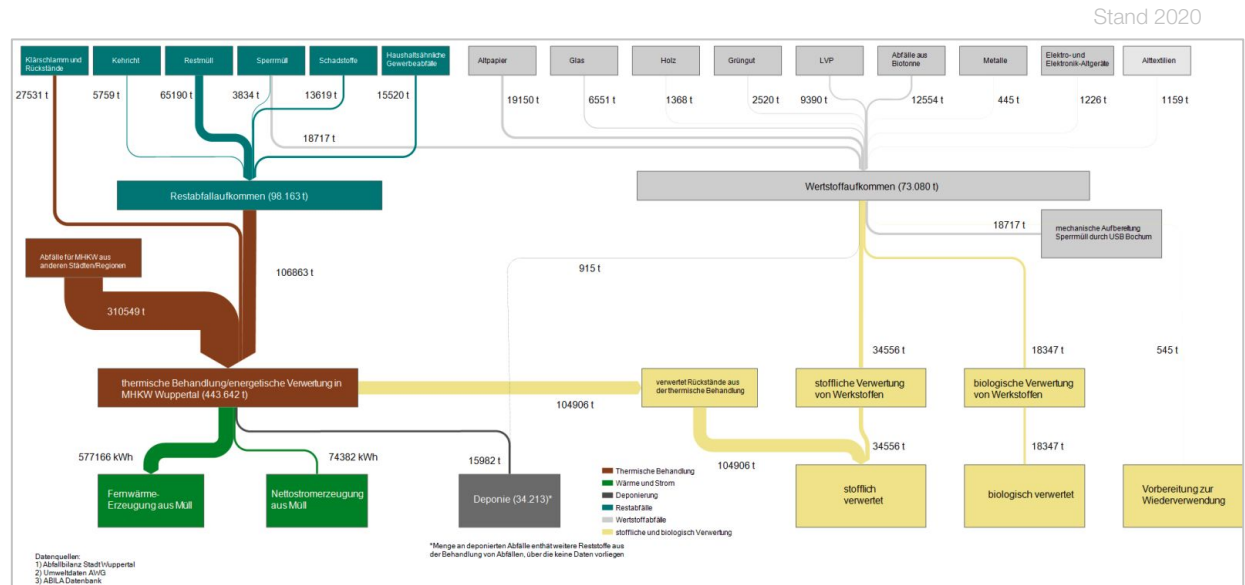 Stand 2020
Klärschlamm und
Rückstände
Kehricht
Restmüll
Sperrmüll
Schadstoffe
Haushaltsähnliche
Gewerbeabfälle
Altpapier
Glas
Holz
Grüngut
LVP
Abfälle aus
Biotonne
Metalle
Elektro- und
Elektronik-Altgeräte
Alttextilien
27531 t
5759 t
65190 t
3834 t
13619 t
15520 t
19150 t
6551 t
1368 t
2520 t
9390 t
12554 t
445 t
1226 t
1159 t
18717 t
Restabfallaufkommen (98.163 t)
Wertstoffaufkommen (73.080 t)
18717 t
mechanische Aufbereitung
Sperrmüll durch USB Bochum
Abfälle für MHKW aus
anderen Städten/Regionen
106863 t
915 t
310549 t
34556 t
18347 t
545 t
thermische Behandlung/energetische Verwertung in
MHKW Wuppertal (443.642 t)
104906 t
verwertet Rückstände aus
der thermische Behandlung
stoffliche Verwertung
von Werkstoffen
biologische Verwertung
von Werkstoffen
577166 kWh
74382 kWh
15982 t
104906 t
34556 t
18347 t
Fernwärme-
Erzeugung aus Müll
Nettostromerzeugung
aus Müll
Deponie (34.213)*
Thermische Behandlung
Wärme und Strom
Deponierung
Restabfälle
Wertstoffabfälle
stoffliche und biologisch Verwertung
stofflich
verwertet
biologisch verwertet
Vorbereitung zur
Wiederverwendung
*Menge an deponierten Abfälle enthält weitere Reststoffe aus
der Behandlung von Abfällen, über die keine Daten vorliegen
Datenquellen:
1) Abfallbilanz Stadt Wuppertal
2) Umweltdaten AWG
3) ABILA Datenbank